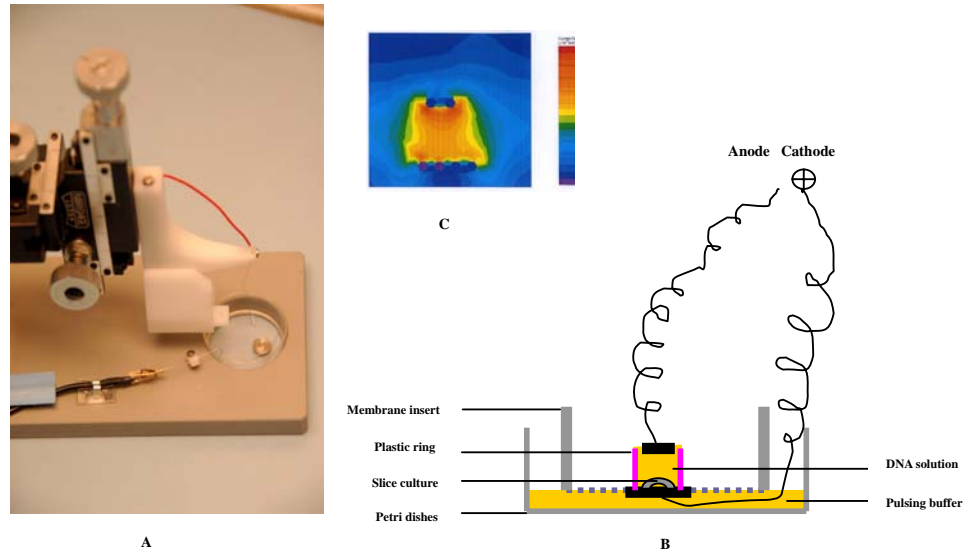 C
Anode Cathode
Membrane insert
Plastic ring
DNA solution
Slice culture
Pulsing buffer
Petri dishes
A
B